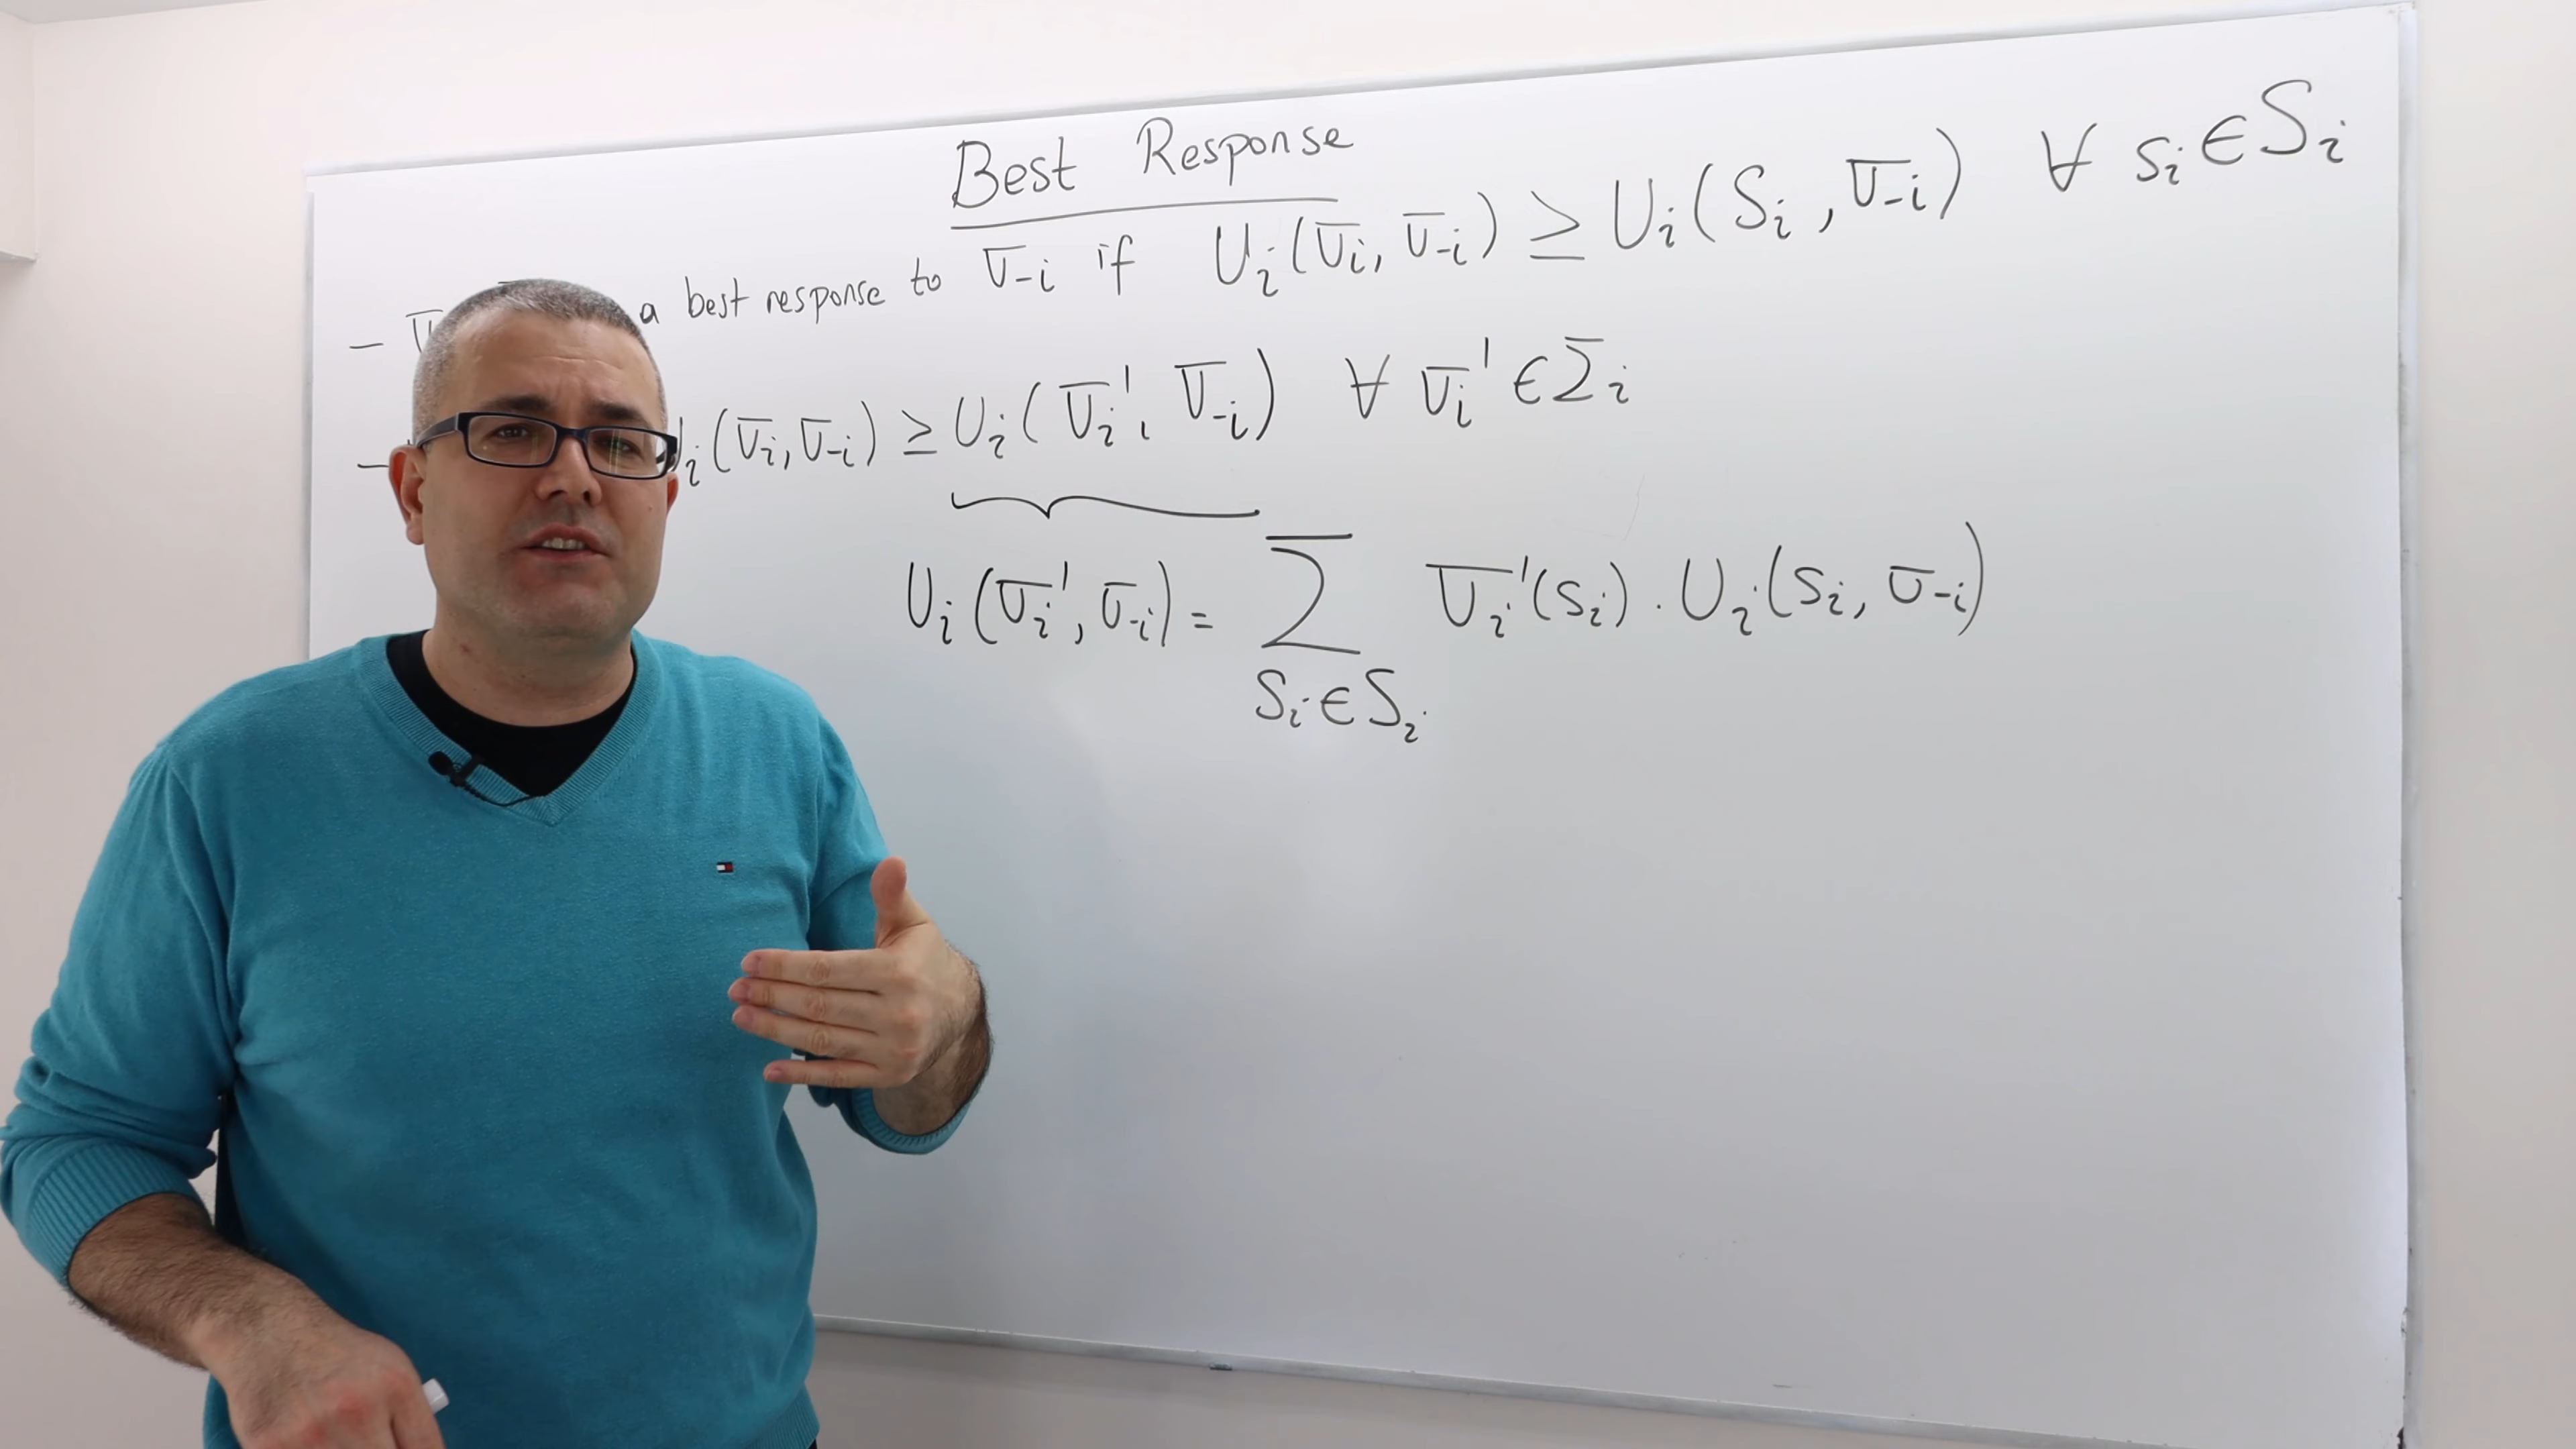 Best Response
a best response to σ-i if Ui(σi, σ-i) ≥ Ui(Si, σ-i) ∀ si ∈ Si
i(σi, σ-i) ≥ Ui(σi', σ-i) ∀ σi' ∈ Σi
Ui(σi', σ-i) = ∑ σi'(si) · Ui(si, σ-i)
Si ∈ Si